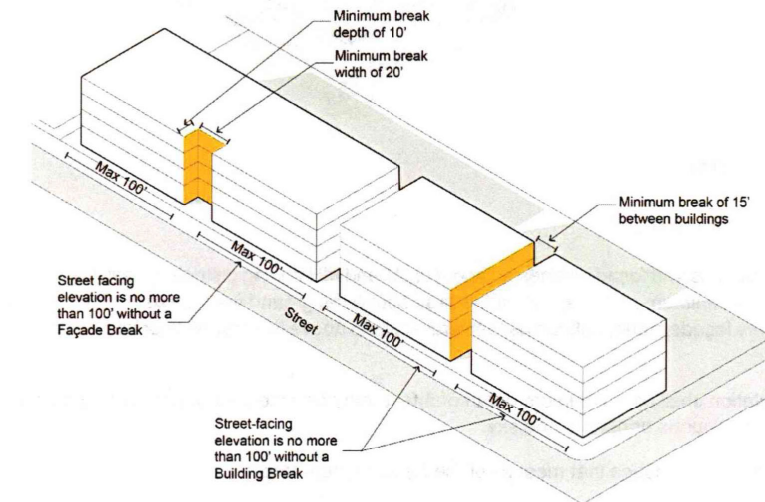 Minimum break
depth of 10'
Minimum break
width of 20'
Minimum break of 15'
between buildings
Max 100'
Max 100'
Max 100'
Max 100'
Street
Street facing
elevation is no more
than 100' without a
Façade Break
Street-facing
elevation is no more
than 100' without a
Building Break